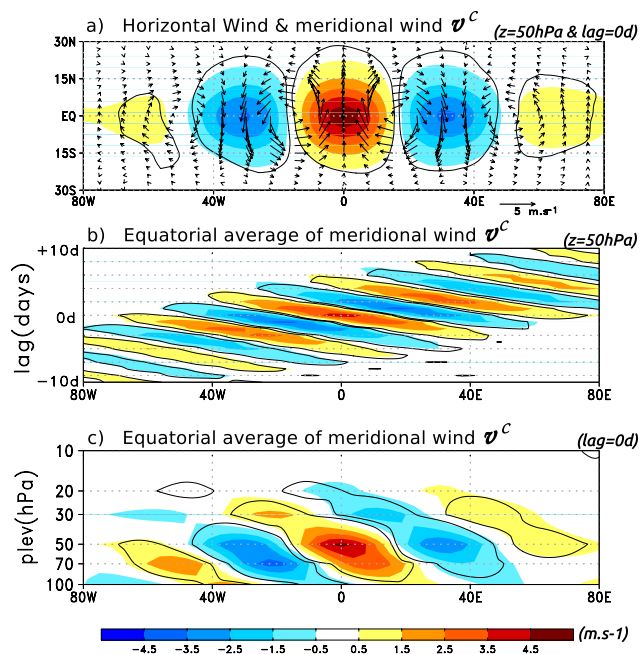 a) Horizontal Wind & meridional wind 𝒗ᶜ (z=50hPa & lag=0d)
30N
15N
EQ
15S
30S
80W 40W 0 40E 80E
5 m.s-¹
b) Equatorial average of meridional wind 𝒗ᶜ (z=50hPa)
lag(days)
+10d
0d
-10d
80W 40W 0 40E 80E
c) Equatorial average of meridional wind 𝒗ᶜ (lag=0d)
plev(hPa)
10
20
30
50
70
100
80W 40W 0 40E 80E
-4.5 -3.5 -2.5 -1.5 -0.5 0.5 1.5 2.5 3.5 4.5 (m.s-1)